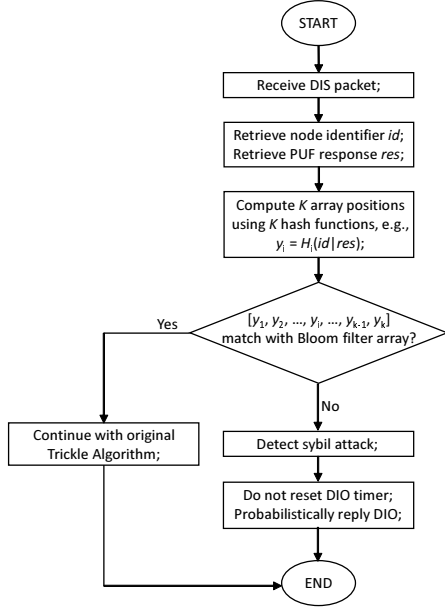 START
Receive DIS packet;
Retrieve node identifier id;
Retrieve PUF response res;
Compute K array positions
using K hash functions, e.g.,
yi = Hi(id|res);
[y1, y2, ..., yi, ..., yk-1, yk]
match with Bloom filter array?
Yes
No
Continue with original
Trickle Algorithm;
Detect sybil attack;
Do not reset DIO timer;
Probabilistically reply DIO;
END